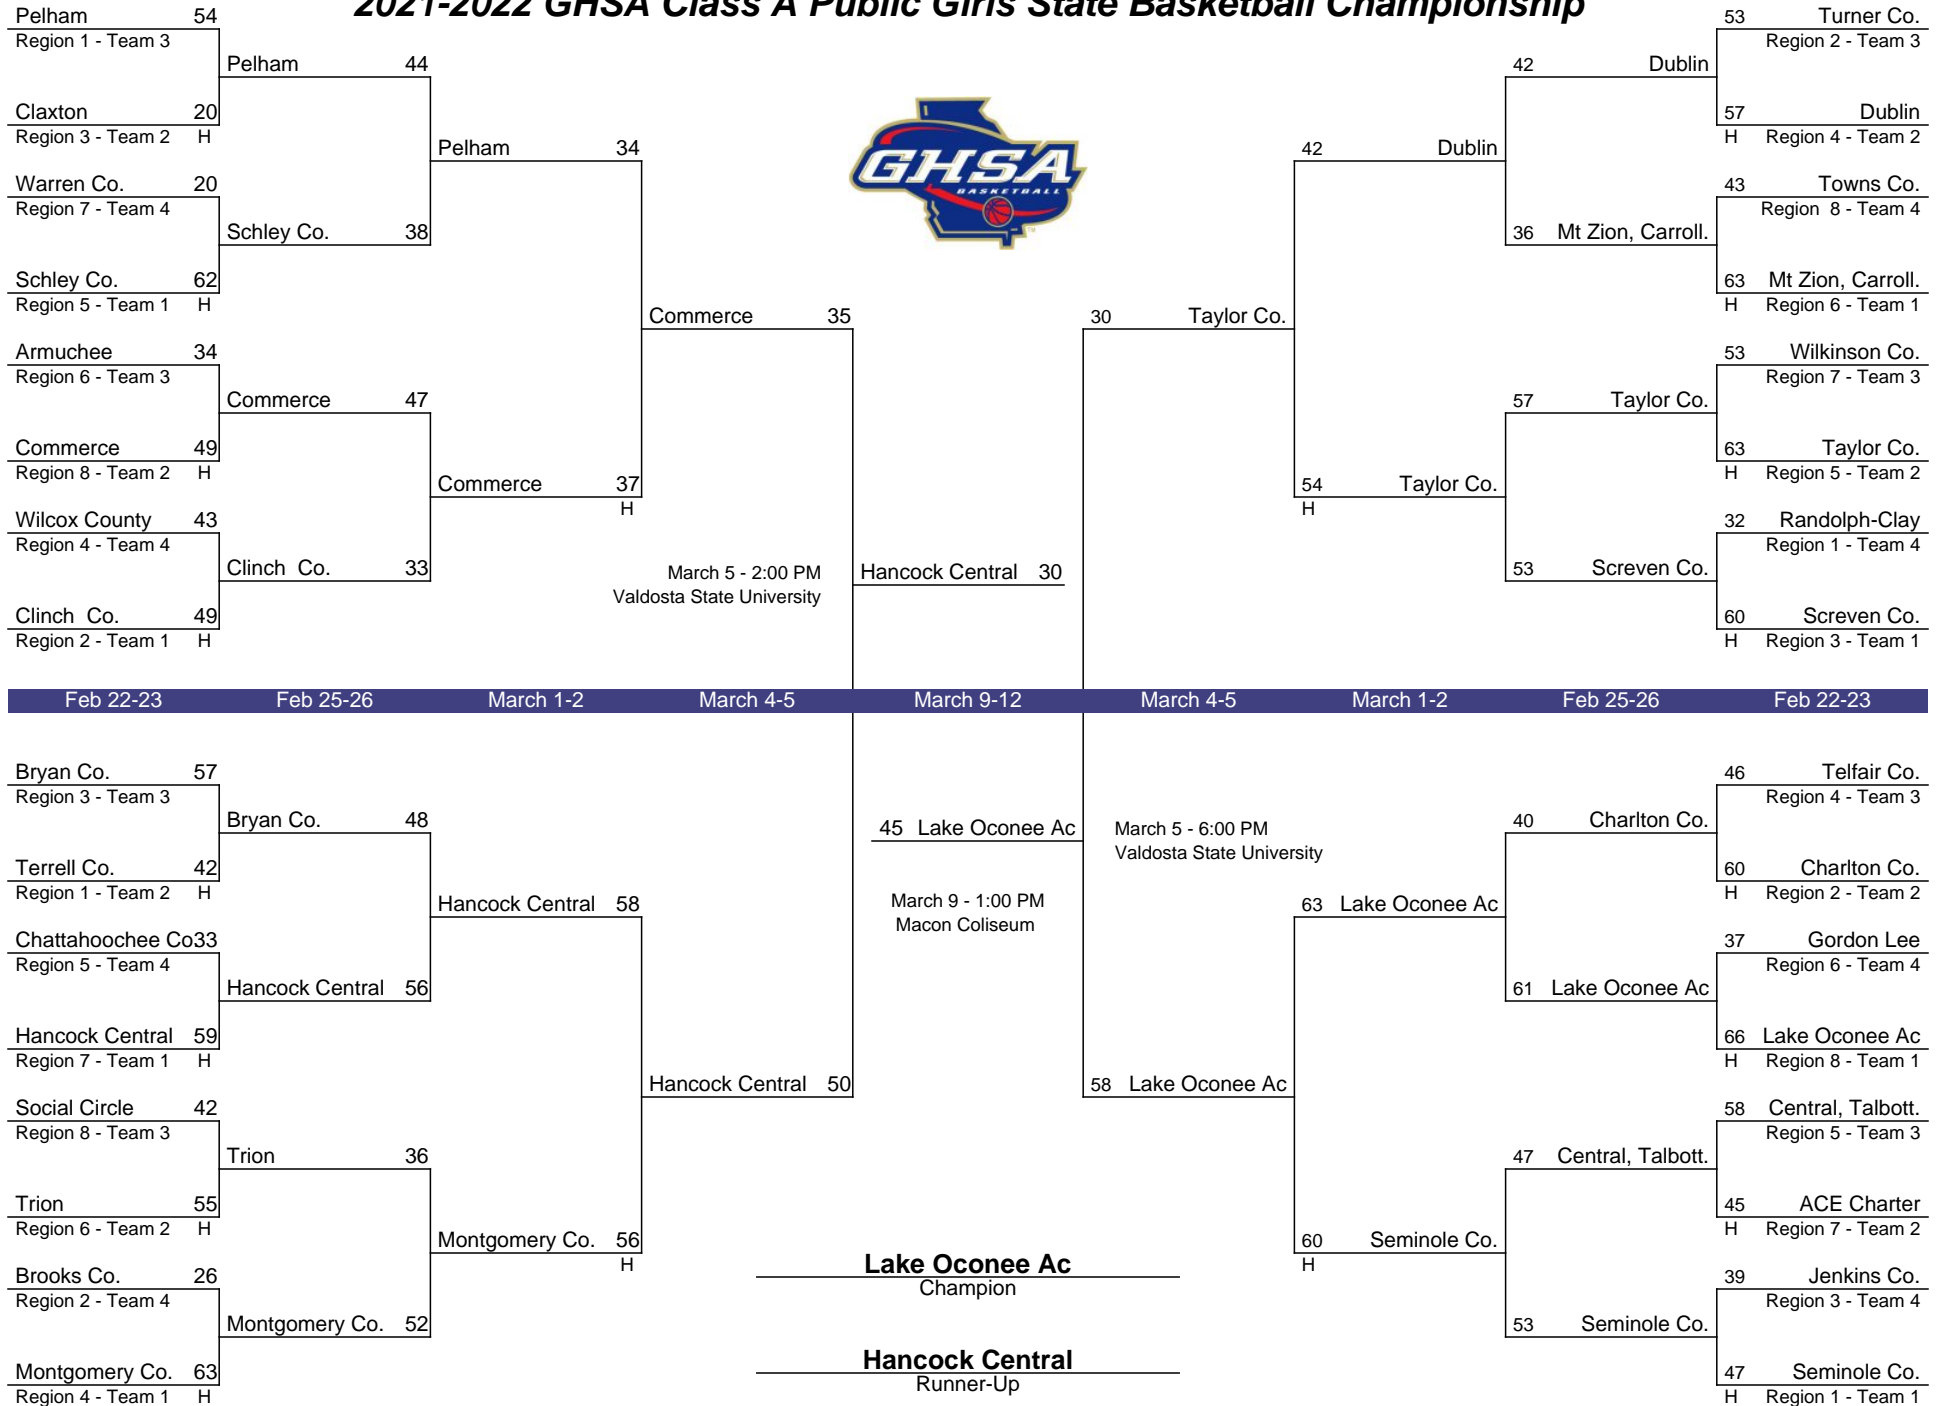 2021-2022 GHSA Class A Public Girls State Basketball Championship
Pelham 54
Region 1 - Team 3
Claxton 20
Region 3 - Team 2 H
Warren Co. 20
Region 7 - Team 4
Schley Co. 62
Region 5 - Team 1 H
Armuchee 34
Region 6 - Team 3
Commerce 49
Region 8 - Team 2 H
Wilcox County 43
Region 4 - Team 4
Clinch Co. 49
Region 2 - Team 1 H
Pelham 44
Schley Co. 38
Commerce 47
Clinch Co. 33
Pelham 34
Commerce 37
H
Commerce 35
March 5 - 2:00 PM
Valdosta State University
Hancock Central 30
GHSA
BASKETBALL
TM
30 Taylor Co.
42 Dublin
54 Taylor Co.
H
42 Dublin
36 Mt Zion, Carroll.
57 Taylor Co.
53 Screven Co.
53 Turner Co.
Region 2 - Team 3
57 Dublin
H Region 4 - Team 2
43 Towns Co.
Region 8 - Team 4
63 Mt Zion, Carroll.
H Region 6 - Team 1
53 Wilkinson Co.
Region 7 - Team 3
63 Taylor Co.
H Region 5 - Team 2
32 Randolph-Clay
Region 1 - Team 4
60 Screven Co.
H Region 3 - Team 1
Feb 22-23 Feb 25-26 March 1-2 March 4-5 March 9-12 March 4-5 March 1-2 Feb 25-26 Feb 22-23
Bryan Co. 57
Region 3 - Team 3
Terrell Co. 42
Region 1 - Team 2 H
Chattahoochee Co33
Region 5 - Team 4
Hancock Central 59
Region 7 - Team 1 H
Social Circle 42
Region 8 - Team 3
Trion 55
Region 6 - Team 2 H
Brooks Co. 26
Region 2 - Team 4
Montgomery Co. 63
Region 4 - Team 1 H
Bryan Co. 48
Hancock Central 56
Trion 36
Montgomery Co. 52
Hancock Central 58
Montgomery Co. 56
H
Hancock Central 50
45 Lake Oconee Ac
March 9 - 1:00 PM
Macon Coliseum
March 5 - 6:00 PM
Valdosta State University
58 Lake Oconee Ac
63 Lake Oconee Ac
60 Seminole Co.
H
40 Charlton Co.
61 Lake Oconee Ac
47 Central, Talbott.
53 Seminole Co.
46 Telfair Co.
Region 4 - Team 3
60 Charlton Co.
H Region 2 - Team 2
37 Gordon Lee
Region 6 - Team 4
66 Lake Oconee Ac
H Region 8 - Team 1
58 Central, Talbott.
Region 5 - Team 3
45 ACE Charter
H Region 7 - Team 2
39 Jenkins Co.
Region 3 - Team 4
47 Seminole Co.
H Region 1 - Team 1
Lake Oconee Ac
Champion
Hancock Central
Runner-Up